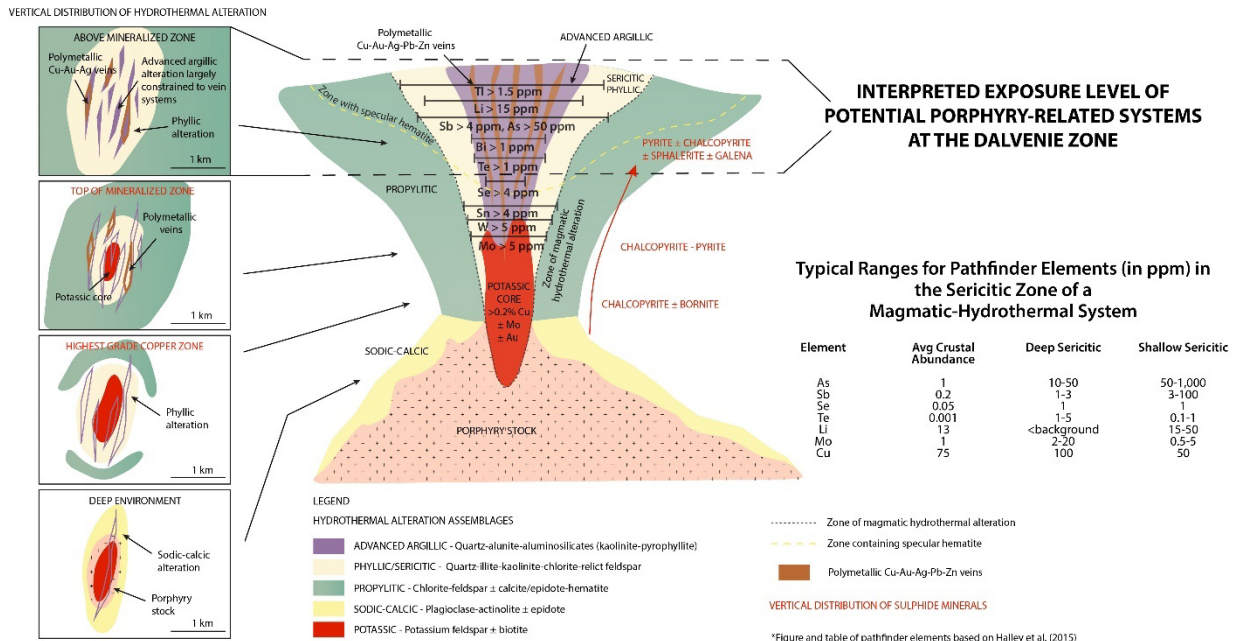 VERTICAL DISTRIBUTION OF HYDROTHERMAL ALTERATION
ABOVE MINERALIZED ZONE
Polymetallic
Cu-Au-Ag veins
Advanced argillic
alteration largely
constrained to vein
systems
Phyllic
alteration
1 km
TOP OF MINERALIZED ZONE
Polymetallic
veins
Potassic core
1 km
HIGHEST GRADE COPPER ZONE
Phyllic
alteration
1 km
DEEP ENVIRONMENT
Sodic-calcic
alteration
Porphyry
stock
1 km
Polymetallic
Cu-Au-Ag-Pb-Zn veins
ADVANCED ARGILLIC
SERICITIC
PHYLLIC
Zone with specular hematite
Tl > 1.5 ppm
Li > 15 ppm
Sb > 4 ppm, As > 50 ppm
Bi > 1 ppm
Te > 1 ppm
Se > 4 ppm
Sn > 4 ppm
W > 5 ppm
Mo > 5 ppm
PROPYLITIC
Zone of magmatic
hydrothermal alteration
POTASSIC
CORE
>0.2% Cu
± Mo
± Au
SODIC-CALCIC
PORPHYRY STOCK
PYRITE ± CHALCOPYRITE
± SPHALERITE ± GALENA
CHALCOPYRITE - PYRITE
CHALCOPYRITE ± BORNITE
INTERPRETED EXPOSURE LEVEL OF
POTENTIAL PORPHYRY-RELATED SYSTEMS
AT THE DALVENIE ZONE
Typical Ranges for Pathfinder Elements (in ppm) in
the Sericitic Zone of a
Magmatic-Hydrothermal System
Element Avg Crustal Abundance Deep Sericitic Shallow Sericitic
As 1 10-50 50-1,000
Sb 0.2 1-3 3-100
Se 0.05 1 1
Te 0.001 1-5 0.1-1
Li 13 <background 15-50
Mo 1 2-20 0.5-5
Cu 75 100 50
LEGEND
HYDROTHERMAL ALTERATION ASSEMBLAGES
ADVANCED ARGILLIC - Quartz-alunite-aluminosilicates (kaolinite-pyrophyllite)
PHYLLIC/SERICITIC - Quartz-illite-kaolinite-chlorite-relict feldspar
PROPYLITIC - Chlorite-feldspar ± calcite/epidote-hematite
SODIC-CALCIC - Plagioclase-actinolite ± epidote
POTASSIC - Potassium feldspar ± biotite
Zone of magmatic hydrothermal alteration
Zone containing specular hematite
Polymetallic Cu-Au-Ag-Pb-Zn veins
VERTICAL DISTRIBUTION OF SULPHIDE MINERALS
*Figure and table of pathfinder elements based on Halley et al. (2015)